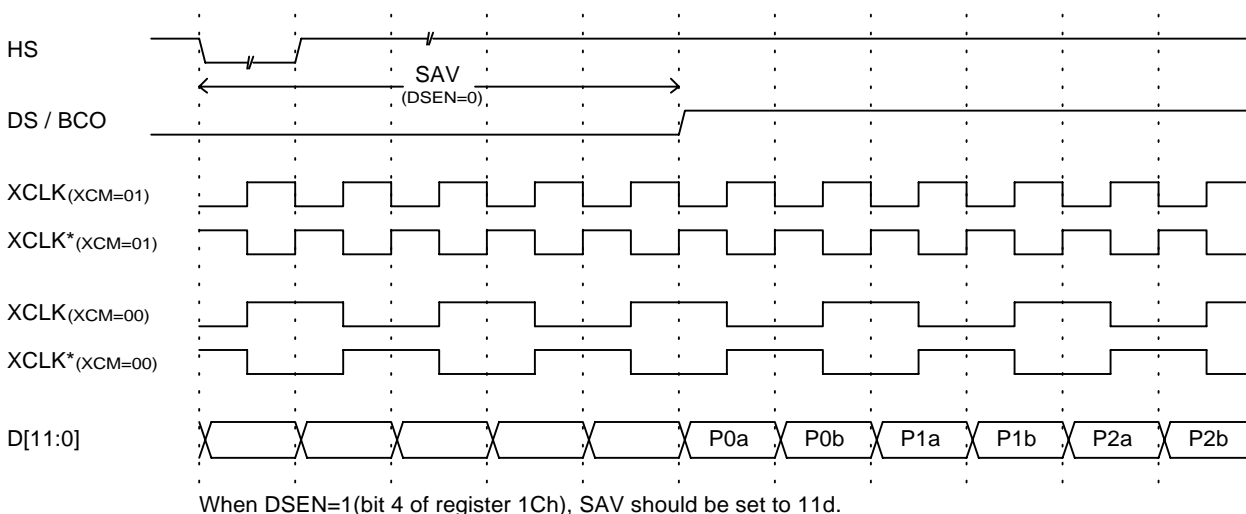 HS
SAV
(DSEN=0)
DS / BCO
XCLK(XCM=01)
XCLK*(XCM=01)
XCLK(XCM=00)
XCLK*(XCM=00)
D[11:0] P0a P0b P1a P1b P2a P2b
When DSEN=1(bit 4 of register 1Ch), SAV should be set to 11d.